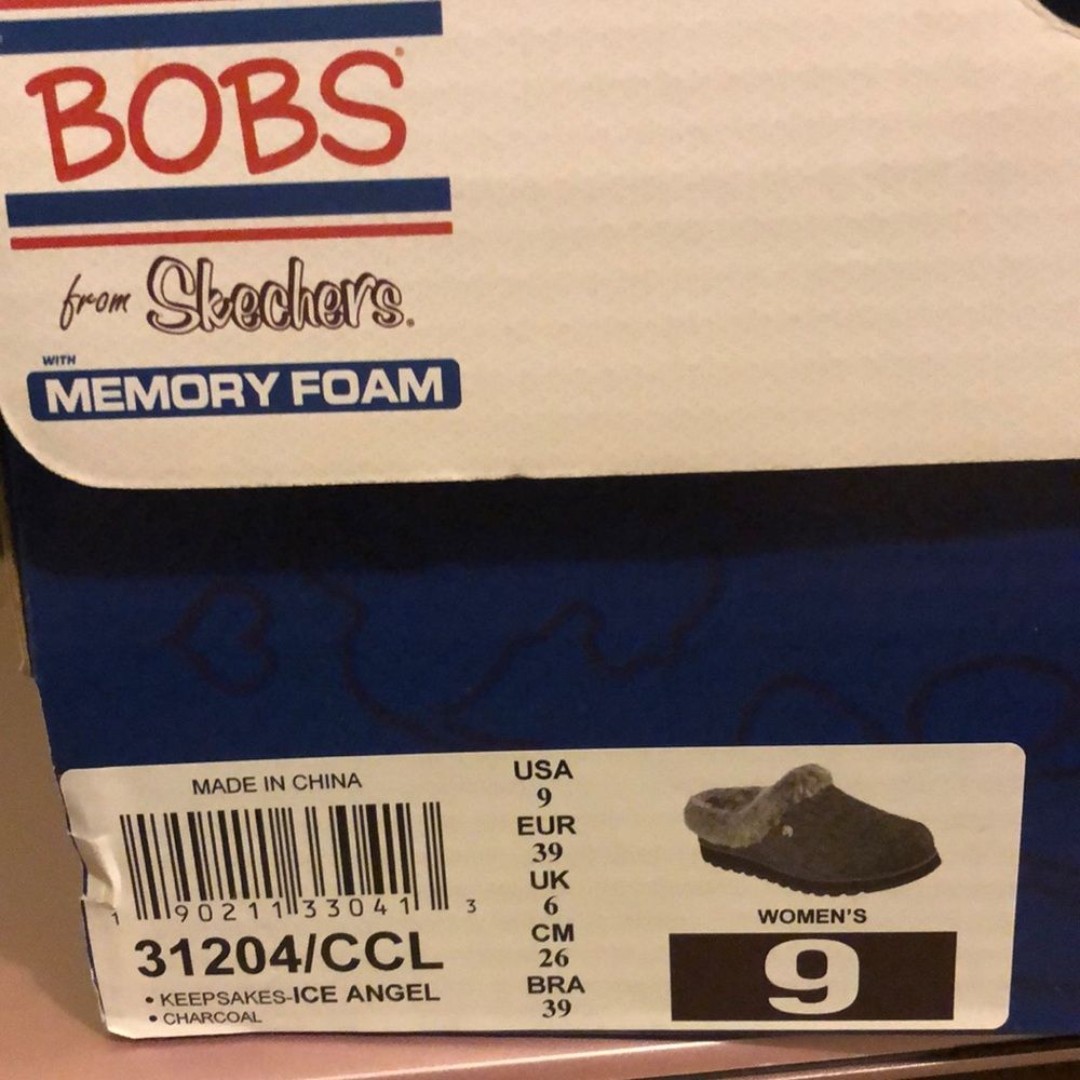 BOBS
from Skechers.
WITH
MEMORY FOAM
MADE IN CHINA
1 90211 33041 3
31204/CCL
• KEEPSAKES-ICE ANGEL
• CHARCOAL
USA
9
EUR
39
UK
6
CM
26
BRA
39
WOMEN'S
9